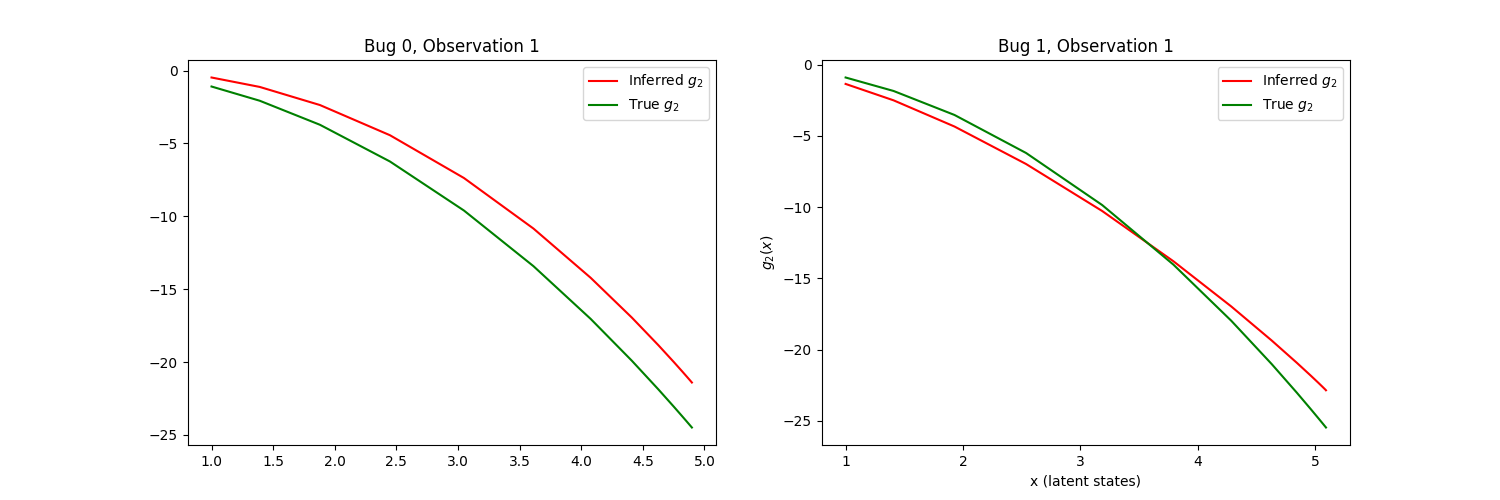 Bug 0, Observation 1
Inferred g₂
True g₂
0
−5
−10
−15
−20
−25
1.0 1.5 2.0 2.5 3.0 3.5 4.0 4.5 5.0
Bug 1, Observation 1
Inferred g₂
True g₂
g₂(x)
0
−5
−10
−15
−20
−25
1 2 3 4 5
x (latent states)